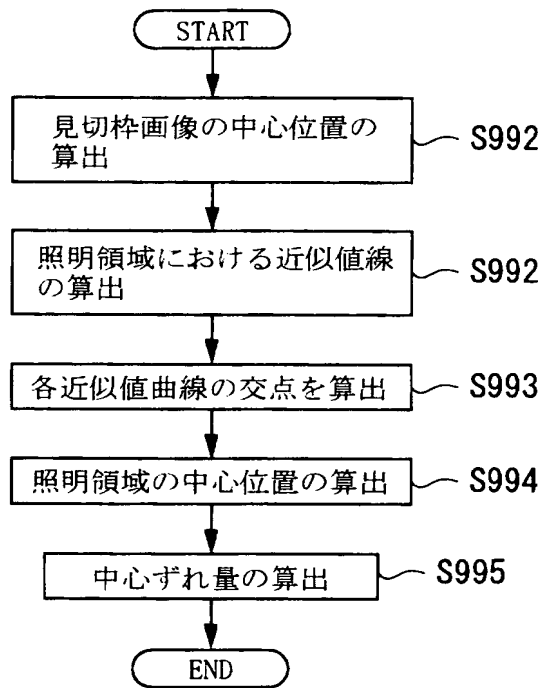 START
見切枠画像の中心位置の
算出
S992
照明領域における近似値線
の算出
S992
各近似値曲線の交点を算出
S993
照明領域の中心位置の算出
S994
中心ずれ量の算出
S995
END